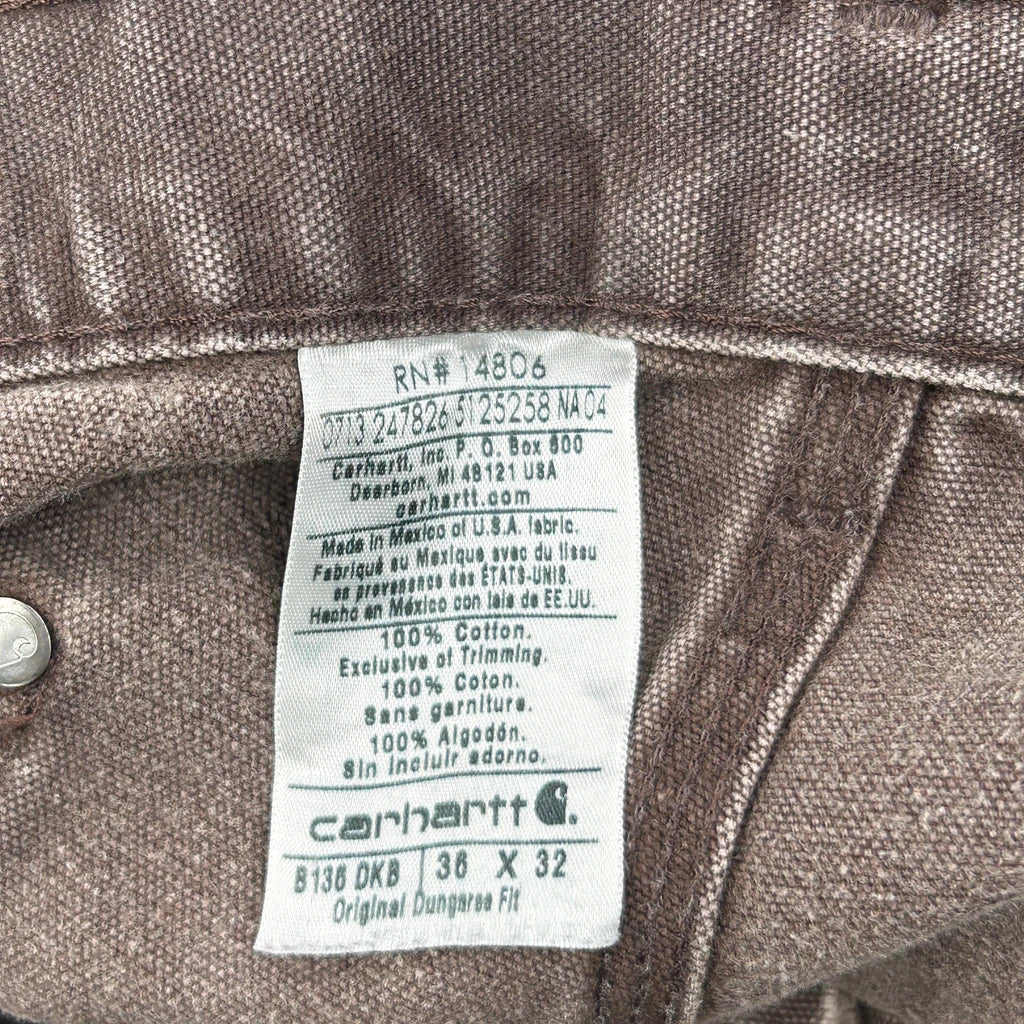 RN# 14806
0713 247826 5125258 NA 04
Carhartt, Inc. P. O. Box 600
Dearborn, MI 48121 USA
carhartt.com
Made in Mexico of U.S.A. fabric.
Fabriqué au Mexique avec du tissu
en provenance des ÉTATS-UNIS.
Hecho en México con tela de EE.UU.
100% Cotton.
Exclusive of Trimming.
100% Coton.
Sans garniture.
100% Algodón.
Sin incluir adorno.
carhartt
B136 DKB 36 X 32
Original Dungaree Fit